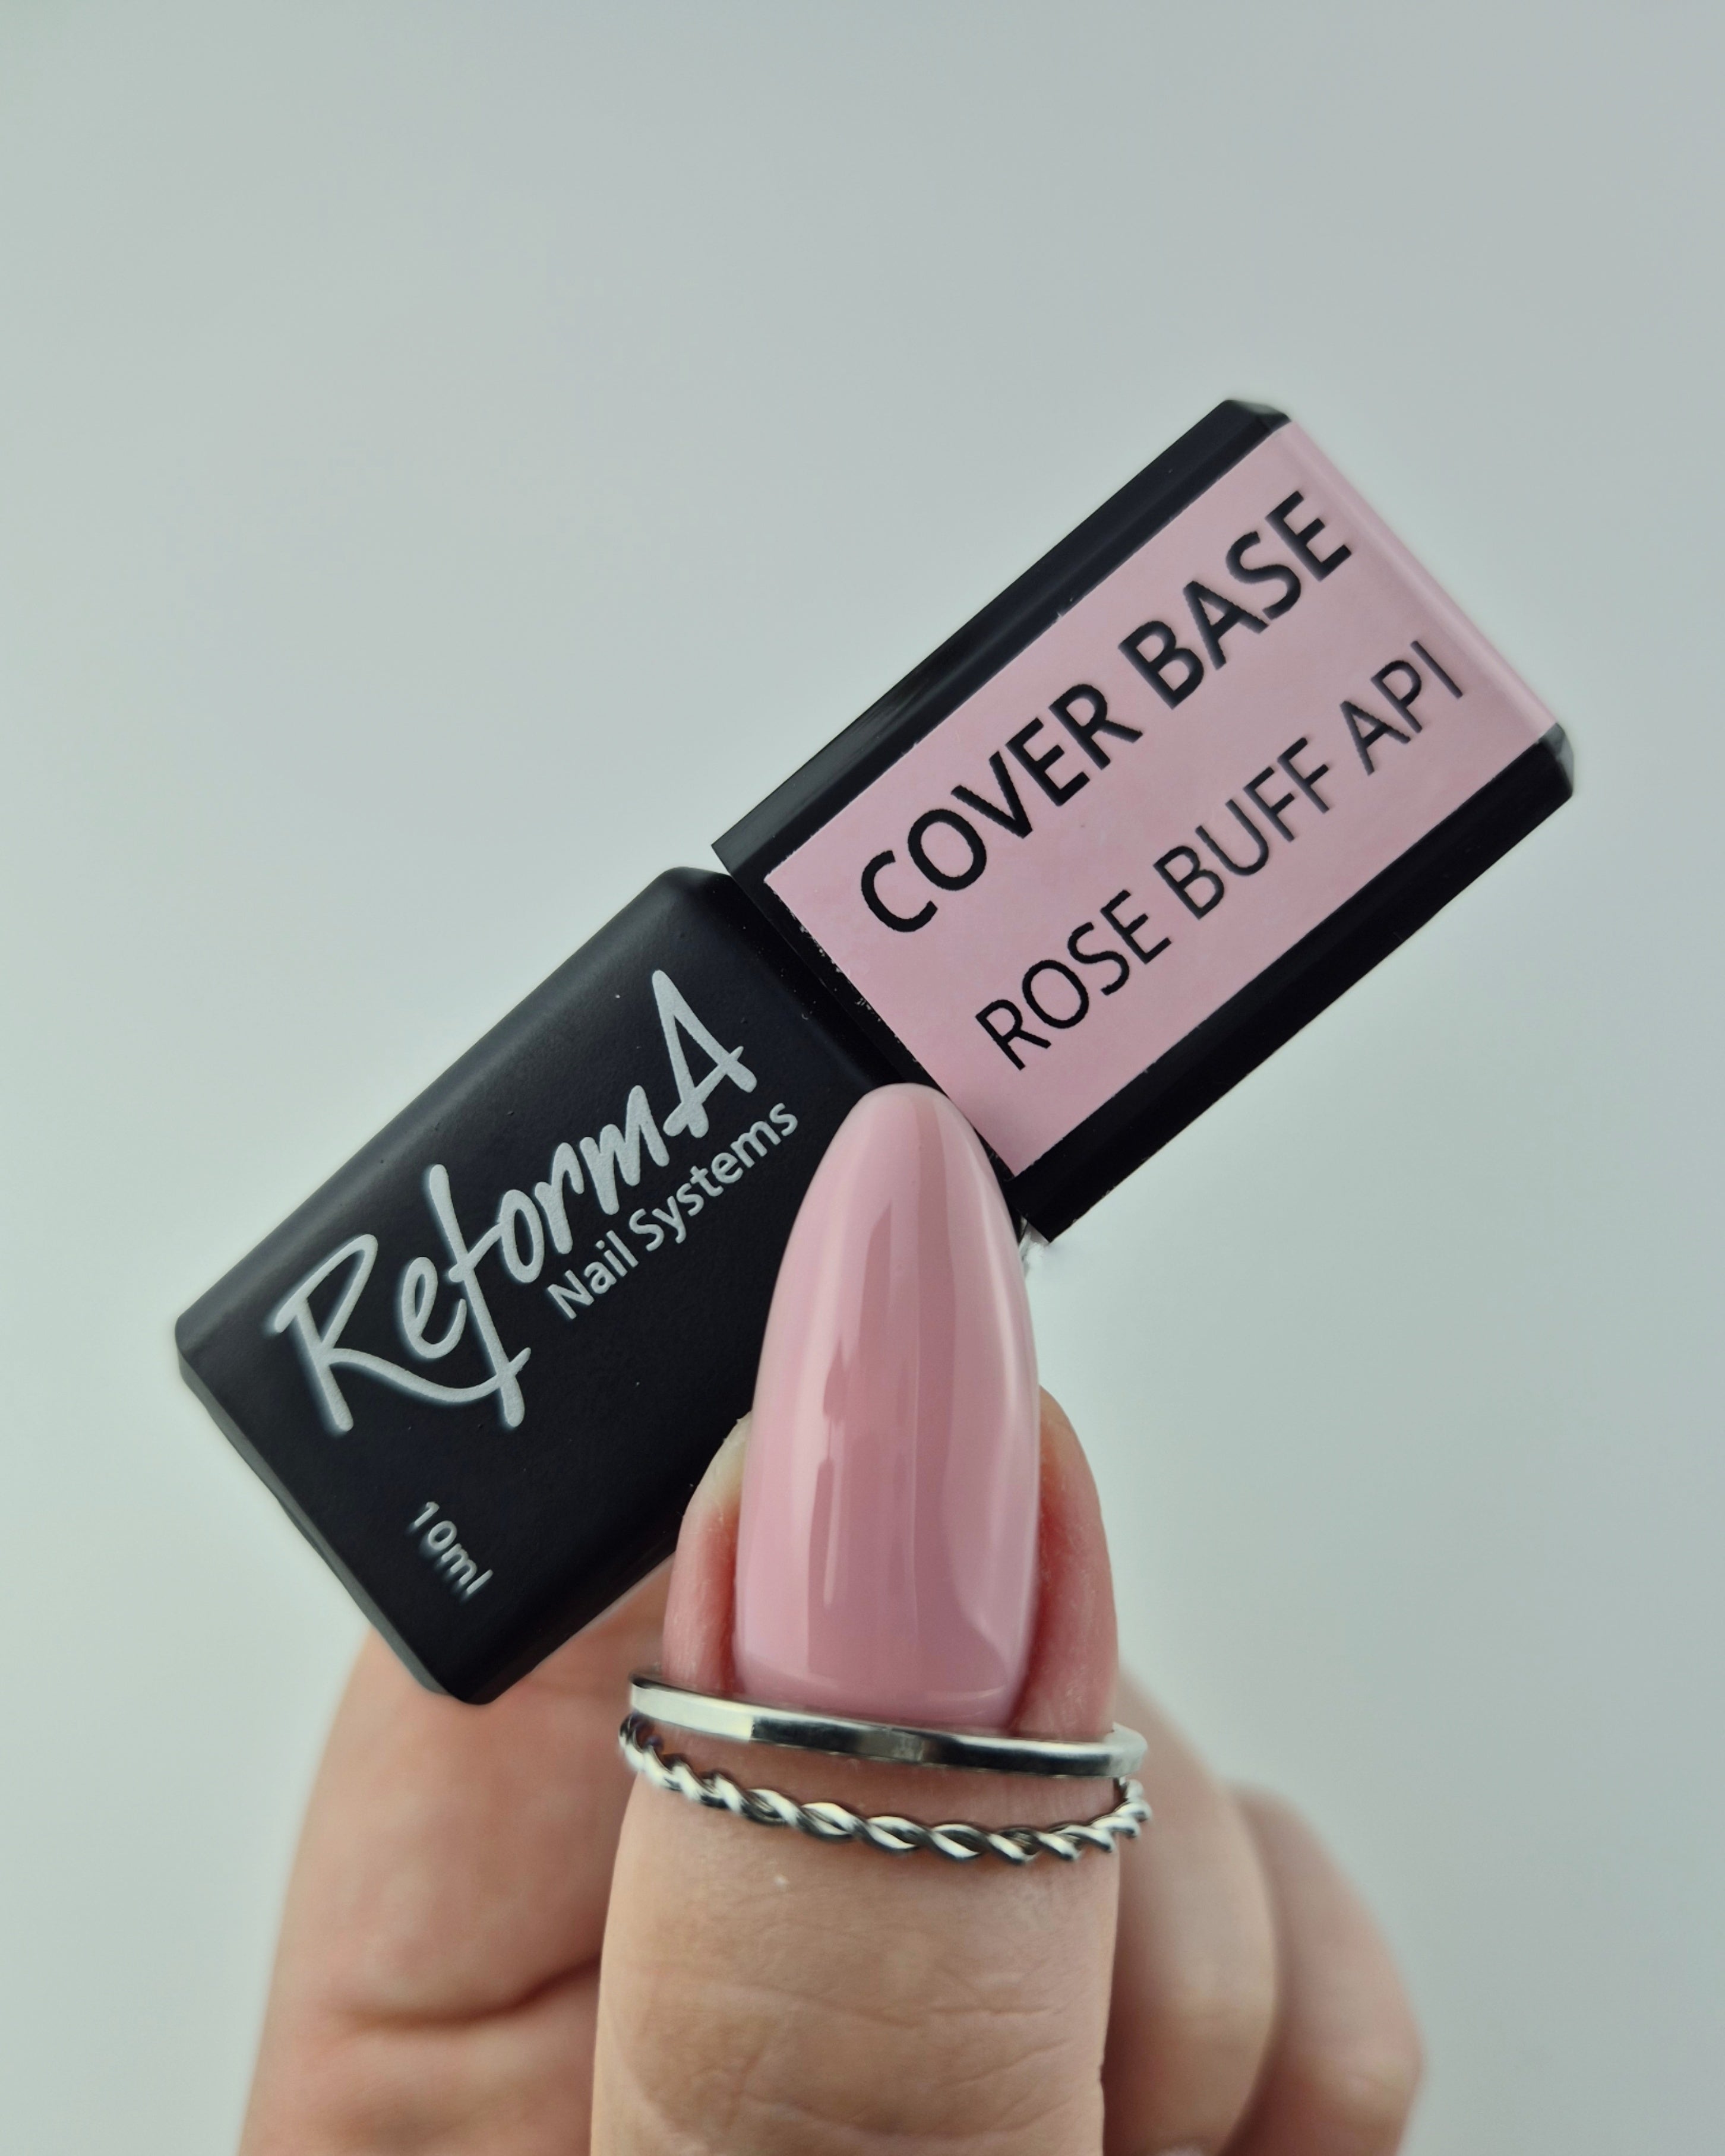 COVER BASE
ROSE BUFF API
ReformA
Nail Systems
10ml